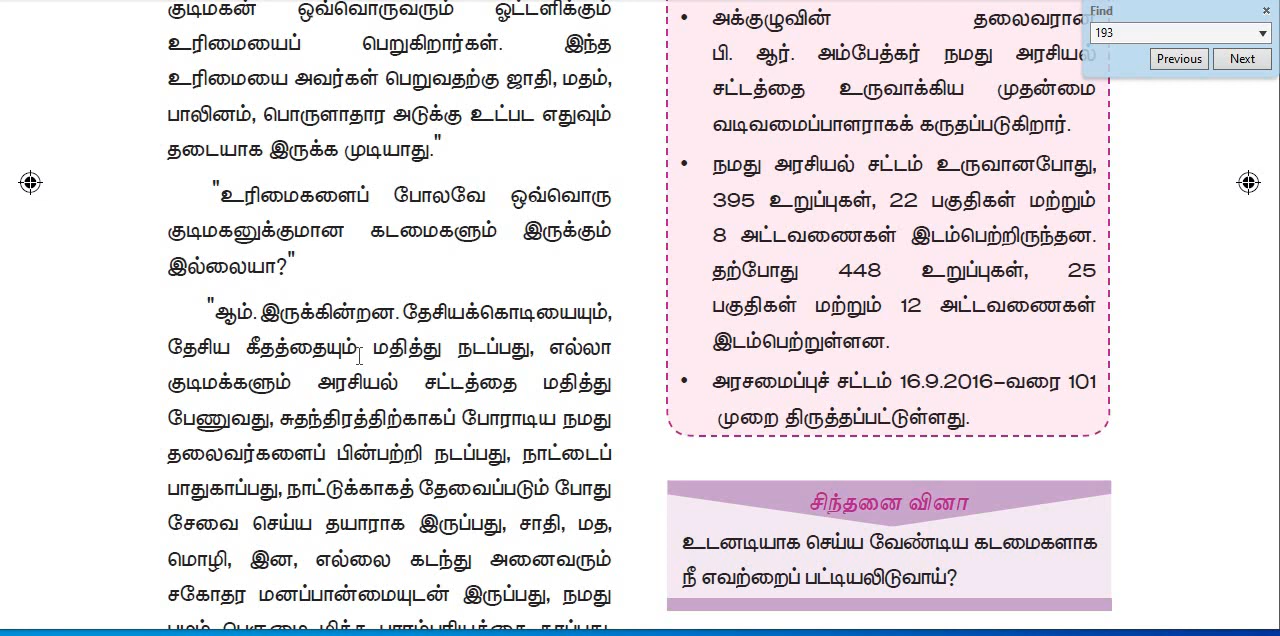 குடிமகன் ஒவ்வொருவரும் ஓட்டளிக்கும்
உரிமையைப் பெறுகிறார்கள். இந்த
உரிமையை அவர்கள் பெறுவதற்கு ஜாதி, மதம்,
பாலினம், பொருளாதார அடுக்கு உட்பட எதுவும்
தடையாக இருக்க முடியாது."
"உரிமைகளைப் போலவே ஒவ்வொரு
குடிமகனுக்குமான கடமைகளும் இருக்கும்
இல்லையா?"
"ஆம். இருக்கின்றன. தேசியக்கொடியையும்,
தேசிய கீதத்தையும் மதித்து நடப்பது, எல்லா
குடிமக்களும் அரசியல் சட்டத்தை மதித்து
பேணுவது, சுதந்திரத்திற்காகப் போராடிய நமது
தலைவர்களைப் பின்பற்றி நடப்பது, நாட்டைப்
பாதுகாப்பது, நாட்டுக்காகத் தேவைப்படும் போது
சேவை செய்ய தயாராக இருப்பது, சாதி, மத,
மொழி, இன, எல்லை கடந்து அனைவரும்
சகோதர மனப்பான்மையுடன் இருப்பது, நமது
• அக்குழுவின் தலைவரான
பி. ஆர். அம்பேத்கர் நமது அரசியல்
சட்டத்தை உருவாக்கிய முதன்மை
வடிவமைப்பாளராகக் கருதப்படுகிறார்.
• நமது அரசியல் சட்டம் உருவானபோது,
395 உறுப்புகள், 22 பகுதிகள் மற்றும்
8 அட்டவணைகள் இடம்பெற்றிருந்தன.
தற்போது 448 உறுப்புகள், 25
பகுதிகள் மற்றும் 12 அட்டவணைகள்
இடம்பெற்றுள்ளன.
• அரசமைப்புச் சட்டம் 16.9.2016–வரை 101
முறை திருத்தப்பட்டுள்ளது.
சிந்தனை வினா
உடனடியாக செய்ய வேண்டிய கடமைகளாக
நீ எவற்றைப் பட்டியலிடுவாய்?
Find
193
Previous Next